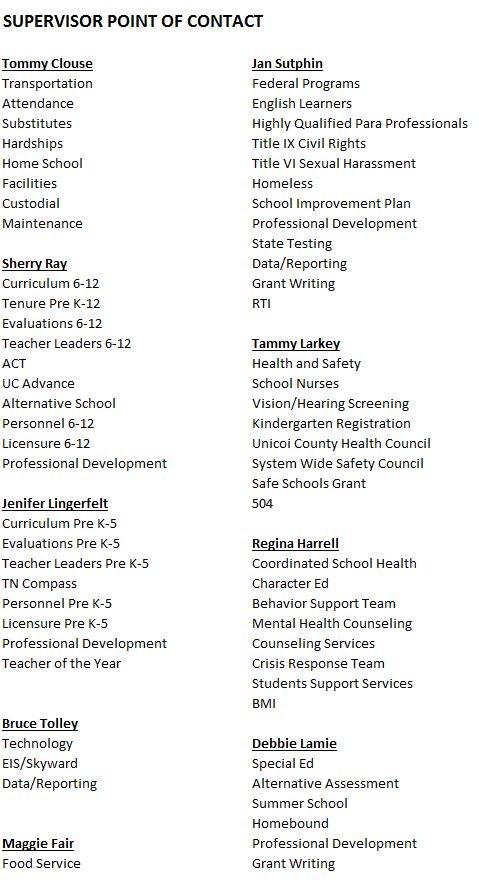 SUPERVISOR POINT OF CONTACT
Tommy Clouse
Transportation
Attendance
Substitutes
Hardships
Home School
Facilities
Custodial
Maintenance
Sherry Ray
Curriculum 6-12
Tenure Pre K-12
Evaluations 6-12
Teacher Leaders 6-12
ACT
UC Advance
Alternative School
Personnel 6-12
Licensure 6-12
Professional Development
Jenifer Lingerfelt
Curriculum Pre K-5
Evaluations Pre K-5
Teacher Leaders Pre K-5
TN Compass
Personnel Pre K-5
Licensure Pre K-5
Professional Development
Teacher of the Year
Bruce Tolley
Technology
EIS/Skyward
Data/Reporting
Maggie Fair
Food Service
Jan Sutphin
Federal Programs
English Learners
Highly Qualified Para Professionals
Title IX Civil Rights
Title VI Sexual Harassment
Homeless
School Improvement Plan
Professional Development
State Testing
Data/Reporting
Grant Writing
RTI
Tammy Larkey
Health and Safety
School Nurses
Vision/Hearing Screening
Kindergarten Registration
Unicoi County Health Council
System Wide Safety Council
Safe Schools Grant
504
Regina Harrell
Coordinated School Health
Character Ed
Behavior Support Team
Mental Health Counseling
Counseling Services
Crisis Response Team
Students Support Services
BMI
Debbie Lamie
Special Ed
Alternative Assessment
Summer School
Homebound
Professional Development
Grant Writing